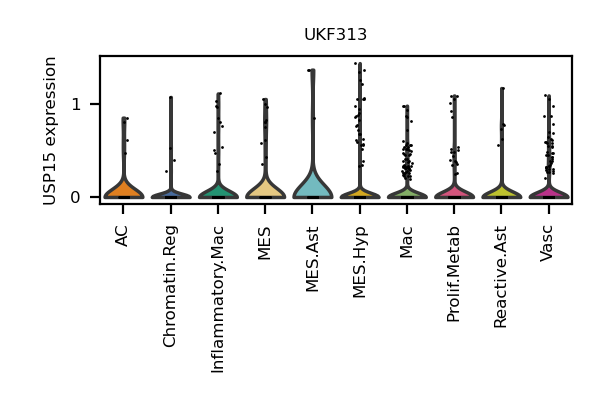 UKF313
USP15 expression
1
0
AC
Chromatin.Reg
Inflammatory.Mac
MES
MES.Ast
MES.Hyp
Mac
Prolif.Metab
Reactive.Ast
Vasc